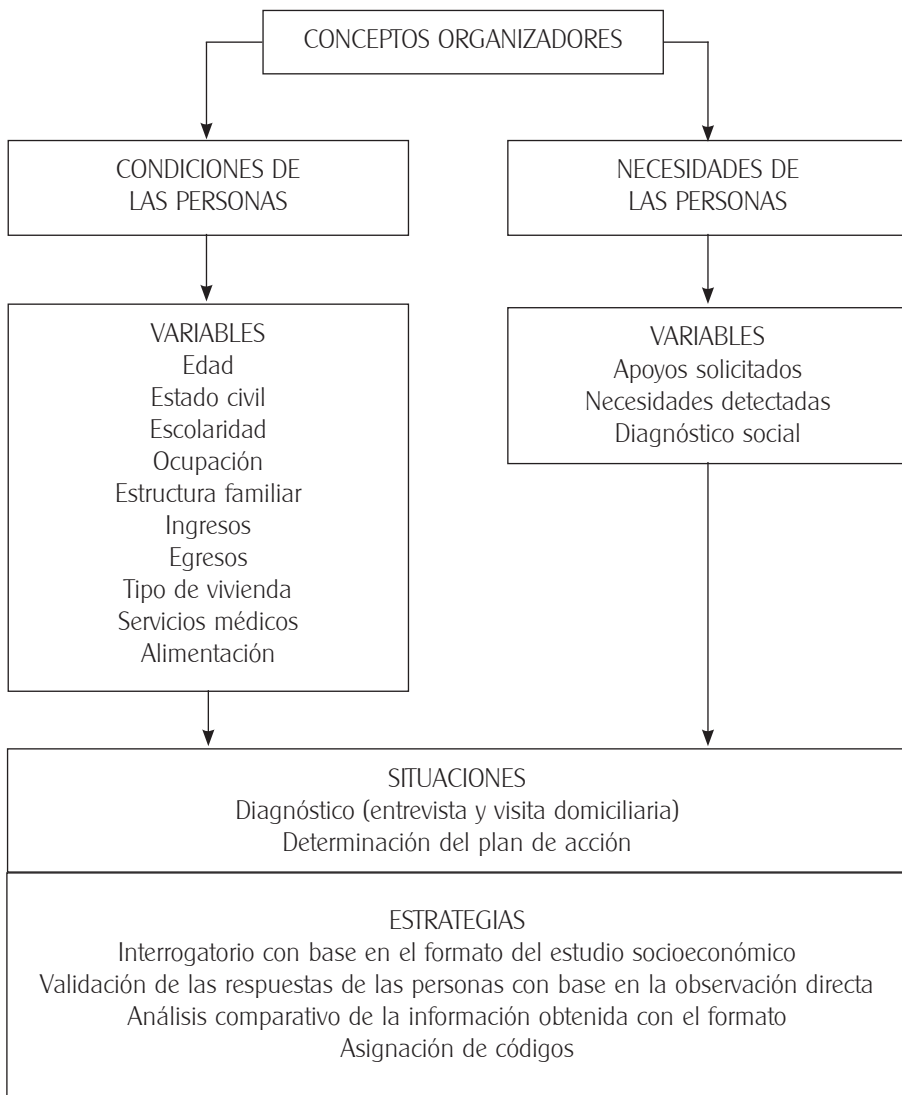 CONCEPTOS ORGANIZADORES
CONDICIONES DE
LAS PERSONAS
NECESIDADES DE
LAS PERSONAS
VARIABLES
Edad
Estado civil
Escolaridad
Ocupación
Estructura familiar
Ingresos
Egresos
Tipo de vivienda
Servicios médicos
Alimentación
VARIABLES
Apoyos solicitados
Necesidades detectadas
Diagnóstico social
SITUACIONES
Diagnóstico (entrevista y visita domiciliaria)
Determinación del plan de acción
ESTRATEGIAS
Interrogatorio con base en el formato del estudio socioeconómico
Validación de las respuestas de las personas con base en la observación directa
Análisis comparativo de la información obtenida con el formato
Asignación de códigos